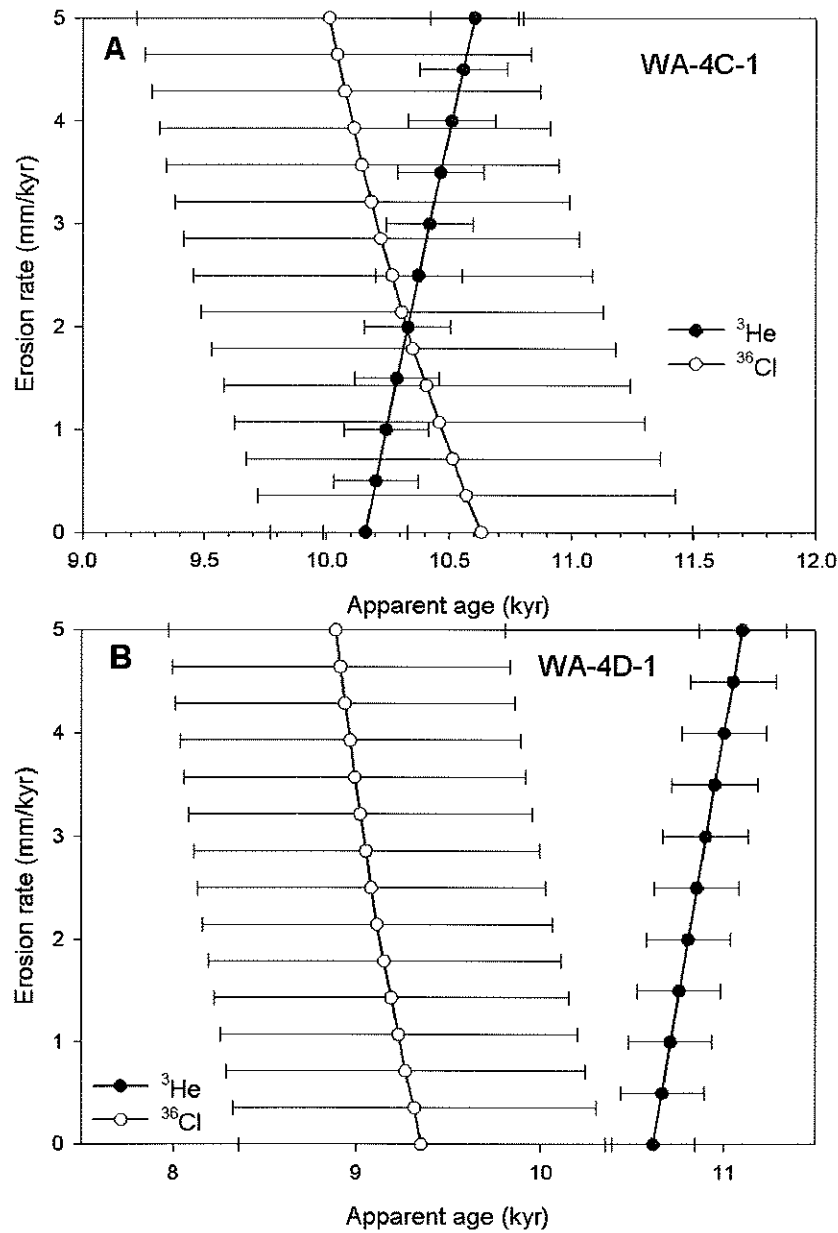 A
WA-4C-1
5
4
3
2
1
0
Erosion rate (mm/kyr)
³He
³⁶Cl
9.0 9.5 10.0 10.5 11.0 11.5 12.0
Apparent age (kyr)
B
WA-4D-1
5
4
3
2
1
0
Erosion rate (mm/kyr)
³He
³⁶Cl
8 9 10 11
Apparent age (kyr)